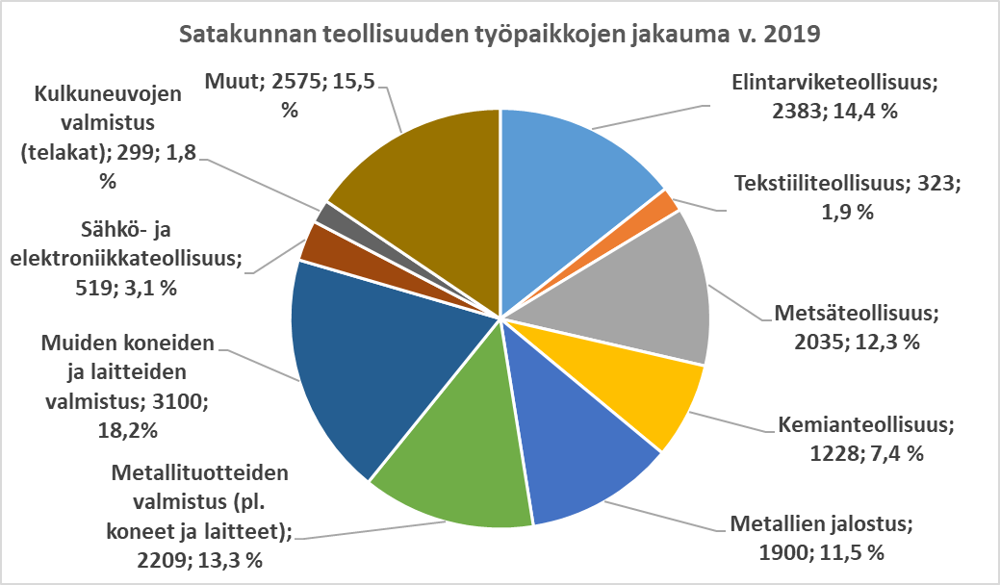 Satakunnan teollisuuden työpaikkojen jakauma v. 2019
Elintarviketeollisuus;
2383; 14,4 %
Tekstiiliteollisuus; 323;
1,9 %
Metsäteollisuus;
2035; 12,3 %
Kemianteollisuus;
1228; 7,4 %
Metallien jalostus;
1900; 11,5 %
Metallituotteiden
valmistus (pl.
koneet ja laitteet);
2209; 13,3 %
Muiden koneiden
ja laitteiden
valmistus; 3100;
18,2%
Sähkö- ja
elektroniikkateollisuus;
519; 3,1 %
Kulkuneuvojen
valmistus
(telakat); 299; 1,8
%
Muut; 2575; 15,5
%